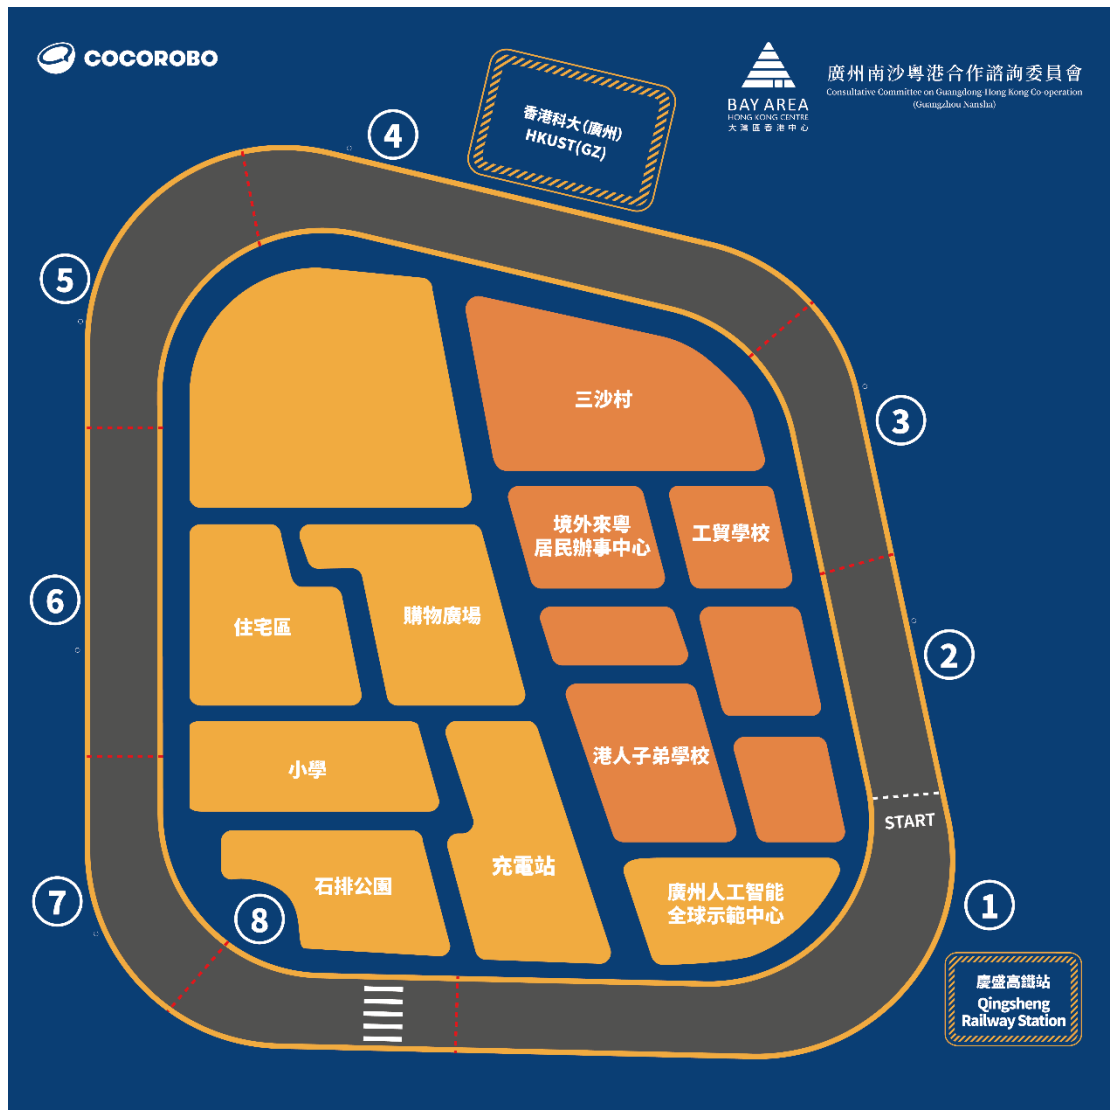 COCOROBO
BAY AREA
HONG KONG CENTRE
大灣區香港中心
廣州南沙粵港合作諮詢委員會
Consultative Committee on Guangdong-Hong Kong Co-operation
(Guangzhou Nansha)
香港科大(廣州)
HKUST(GZ)
4
5
3
三沙村
境外來粵
居民辦事中心
工貿學校
6
住宅區
購物廣場
2
小學
港人子弟學校
START
充電站
石排公園
廣州人工智能
全球示範中心
7
8
1
慶盛高鐵站
Qingsheng
Railway Station